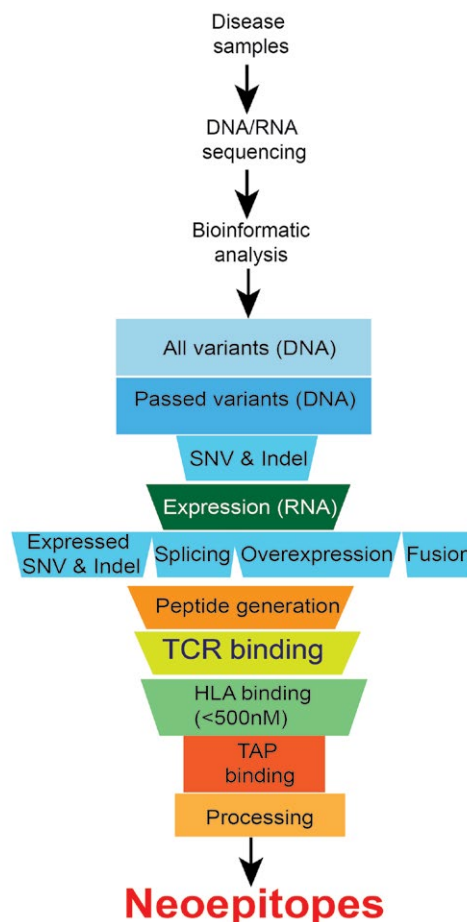 Disease
samples
DNA/RNA
sequencing
Bioinformatic
analysis
All variants (DNA)
Passed variants (DNA)
SNV & Indel
Expression (RNA)
Expressed
SNV & Indel
Splicing
Overexpression
Fusion
Peptide generation
TCR binding
HLA binding
(<500nM)
TAP
binding
Processing
Neoepitopes